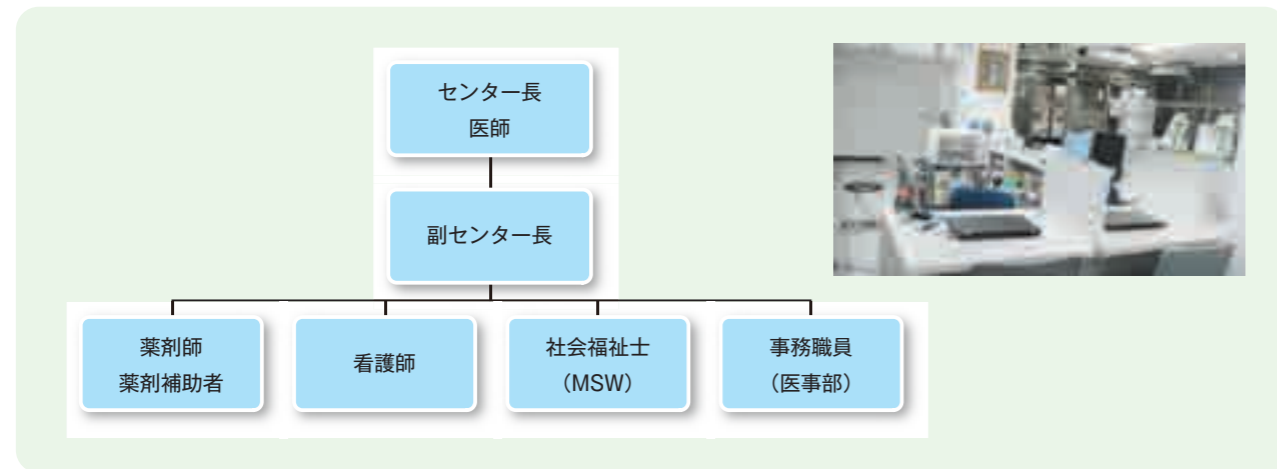 センター長
医師
副センター長
薬剤師
薬剤補助者
看護師
社会福祉士
（MSW）
事務職員
（医事部）